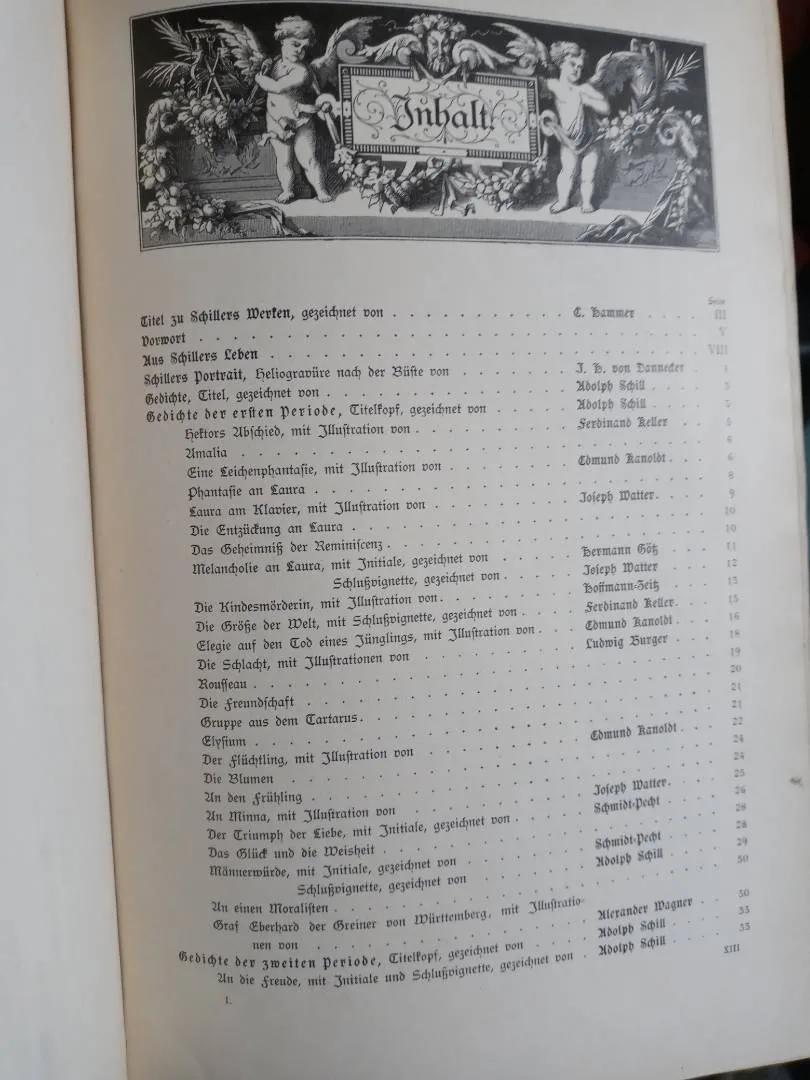 Inhalt.
Seite
Titel zu Schillers Werken, gezeichnet von . . . . . . . . . . . C. Hammer . . . . III
Vorwort . . . . . . . . . . . . . . . . . . . . V
Aus Schillers Leben . . . . . . . . . . . . . . . . . . . . VIII
Schillers Portrait, Heliogravüre nach der Büste von . . . . . . . J. H. von Dannecker . 1
Gedichte, Titel, gezeichnet von . . . . . . . . . . . . . . Adolph Schill . . . . 3
Gedichte der ersten Periode, Titelkopf, gezeichnet von . . . . . Adolph Schill . . . . 3
Hektors Abschied, mit Illustration von . . . . . . . . . Ferdinand Keller . . . 5
Amalia . . . . . . . . . . . . . . . . . . . . 6
Eine Leichenphantasie, mit Illustration von . . . . . . . Edmund Kanoldt . . . 6
Phantasie an Laura . . . . . . . . . . . . . . . . . . . . 8
Laura am Klavier, mit Illustration von . . . . . . . . Joseph Watter . . . . 9
Die Entzückung an Laura . . . . . . . . . . . . . . . . . . 10
Das Geheimniß der Reminiscenz . . . . . . . . . . . . . . . . 10
Melancholie an Laura, mit Initiale, gezeichnet von . . . . . Hermann Götz . . . 11
Schlußvignette, gezeichnet von . . . . . Joseph Watter . . . 12
Die Kindesmörderin, mit Illustration von . . . . . . . . Hoffmann-Zeitz . . . 13
Die Größe der Welt, mit Schlußvignette, gezeichnet von . . . . Ferdinand Keller . . . 15
Elegie auf den Tod eines Jünglings, mit Illustration von . . . Edmund Kanoldt . . . 16
Die Schlacht, mit Illustrationen von . . . . . . . . . Ludwig Burger . . . 18
Rousseau . . . . . . . . . . . . . . . . . . . . 19
Die Freundschaft . . . . . . . . . . . . . . . . . . . . 20
Gruppe aus dem Tartarus . . . . . . . . . . . . . . . . . . 21
Elysium . . . . . . . . . . . . . . . . . . . . 21
Der Flüchtling, mit Illustration von . . . . . . . . . Edmund Kanoldt . . . 22
Die Blumen . . . . . . . . . . . . . . . . . . . . 24
An den Frühling . . . . . . . . . . . . . . . . . . . . 24
An Minna, mit Illustration von . . . . . . . . . . Joseph Watter . . . . 25
Der Triumph der Liebe, mit Initiale, gezeichnet von . . . . . Schmidt-Pecht . . . . 26
Das Glück und die Weisheit . . . . . . . . . . . . . . . . . 28
Männerwürde, mit Initiale, gezeichnet von . . . . . . . Schmidt-Pecht . . . . 28
Schlußvignette, gezeichnet von . . . . . . . Adolph Schill . . . . 29
An einen Moralisten . . . . . . . . . . . . . . . . . . . . 30
Graf Eberhard der Greiner von Württemberg, mit Illustratio-
nen von . . . . . . . . . . . . . . Alexander Wagner . . 30
Gedichte der zweiten Periode, Titelkopf, gezeichnet von . . . . Adolph Schill . . . . 33
An die Freude, mit Initiale und Schlußvignette, gezeichnet von . Adolph Schill . . . . 33
I. XIII